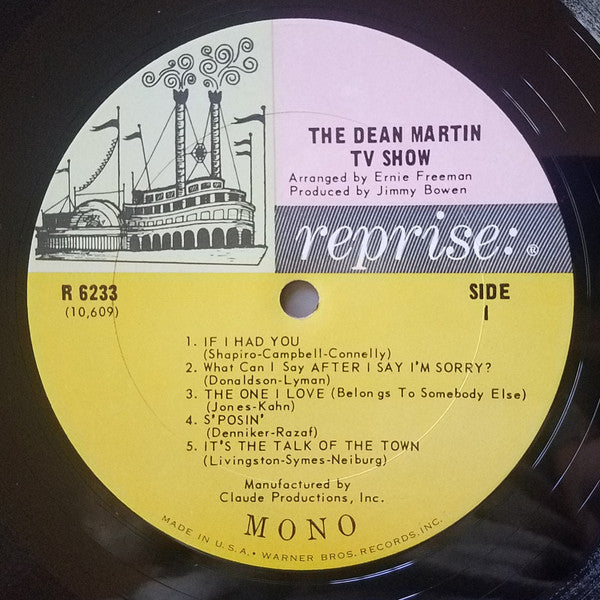 THE DEAN MARTIN
TV SHOW
Arranged by Ernie Freeman
Produced by Jimmy Bowen
reprise:®
R 6233
(10,609)
SIDE
1
1. IF I HAD YOU
(Shapiro-Campbell-Connelly)
2. What Can I Say AFTER I SAY I'M SORRY?
(Donaldson-Lyman)
3. THE ONE I LOVE (Belongs To Somebody Else)
(Jones-Kahn)
4. S'POSIN'
(Denniker-Razaf)
5. IT'S THE TALK OF THE TOWN
(Livingston-Symes-Neiburg)
Manufactured by
Claude Productions, Inc.
MONO
MADE IN U.S.A. • WARNER BROS. RECORDS, INC.